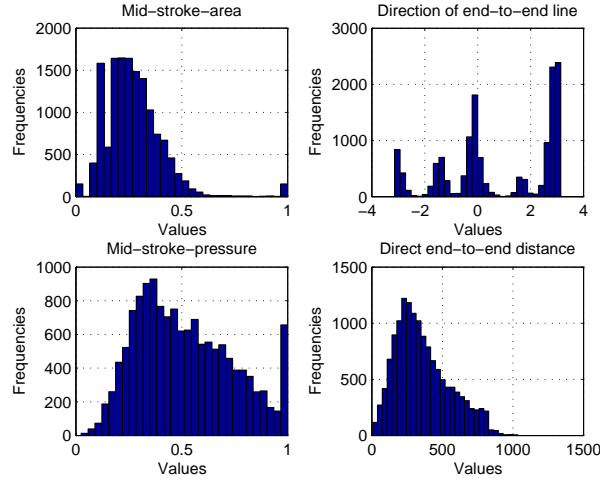 Mid-stroke-area
2000
1500
1000
500
0
Frequencies
0
0.5
1
Values
Direction of end-to-end line
3000
2000
1000
0
Frequencies
−4
−2
0
2
4
Values
Mid-stroke-pressure
1000
800
600
400
200
0
Frequencies
0
0.5
1
Values
Direct end-to-end distance
1500
1000
500
0
Frequencies
0
500
1000
1500
Values